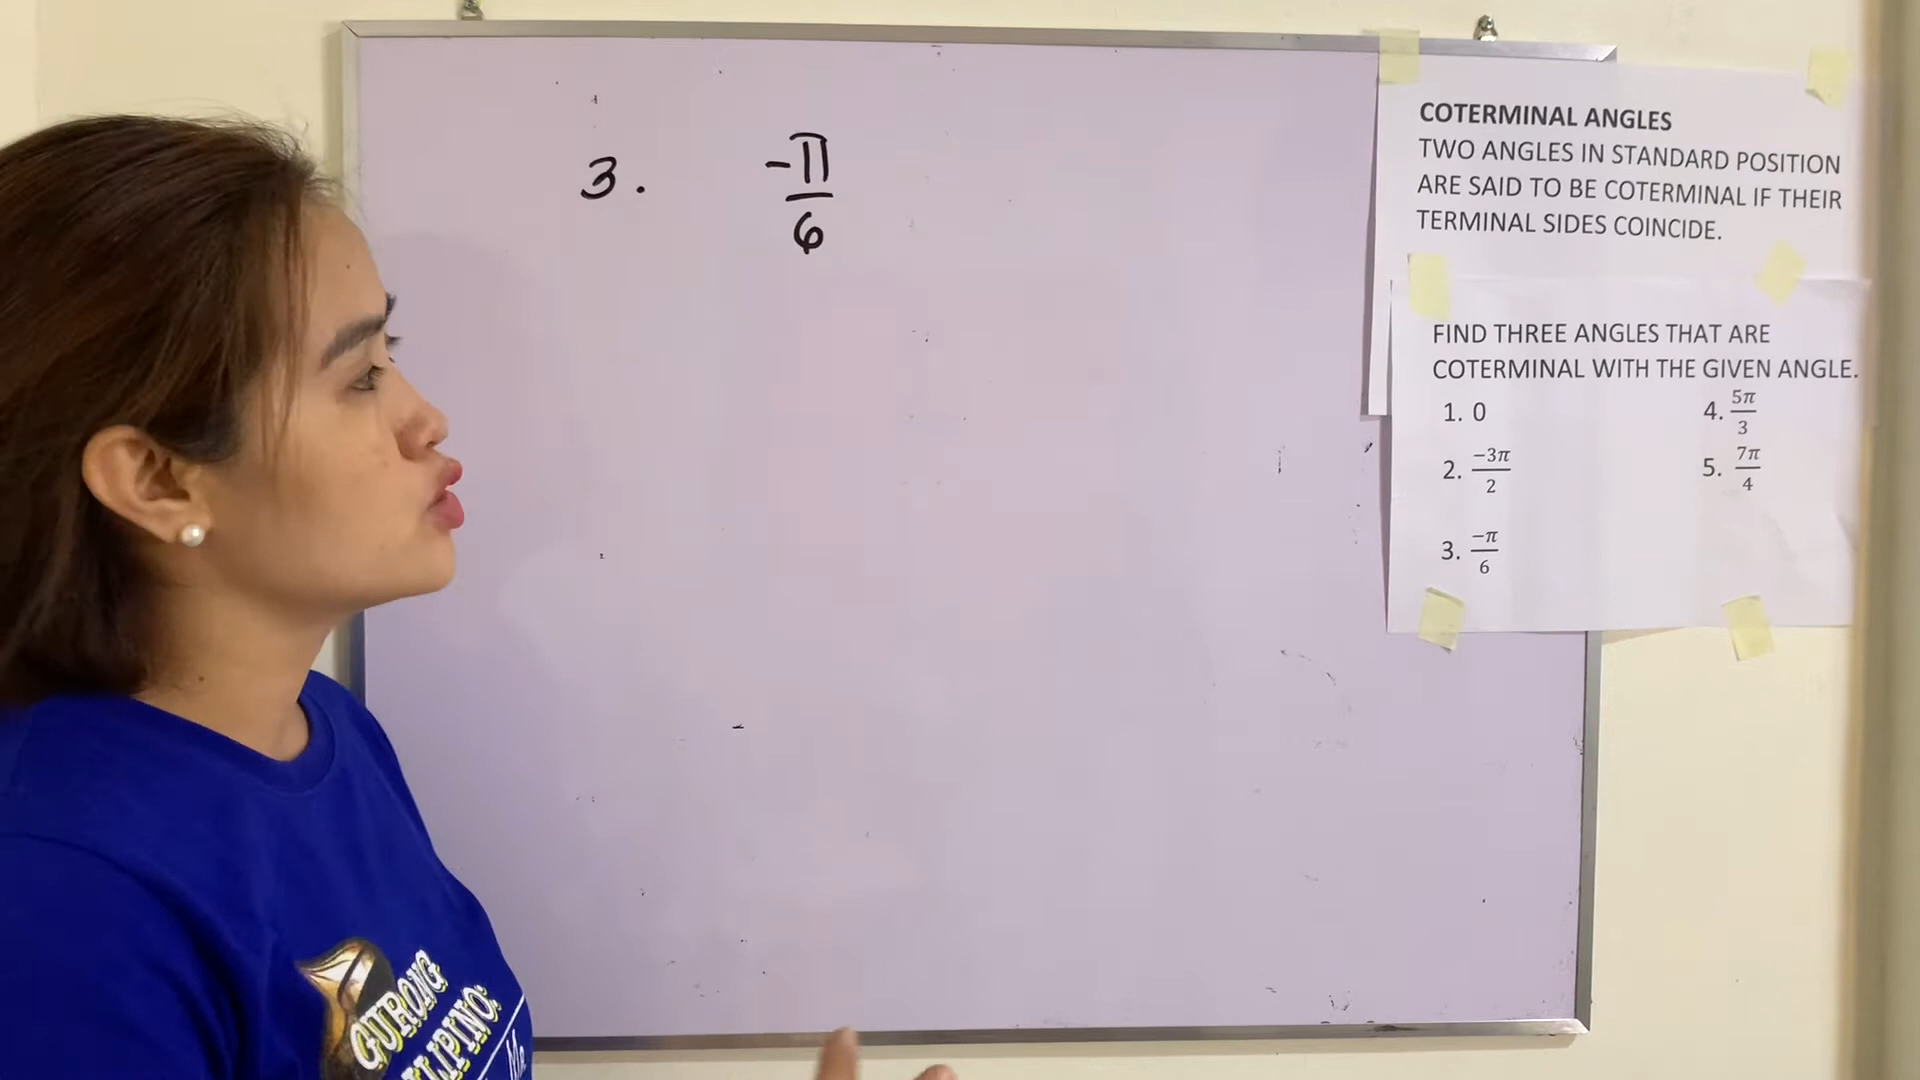 3. -π/6
COTERMINAL ANGLES
TWO ANGLES IN STANDARD POSITION
ARE SAID TO BE COTERMINAL IF THEIR
TERMINAL SIDES COINCIDE.
FIND THREE ANGLES THAT ARE
COTERMINAL WITH THE GIVEN ANGLE.
1. 0
2. -3π/2
3. -π/6
4. 5π/3
5. 7π/4
GURONG